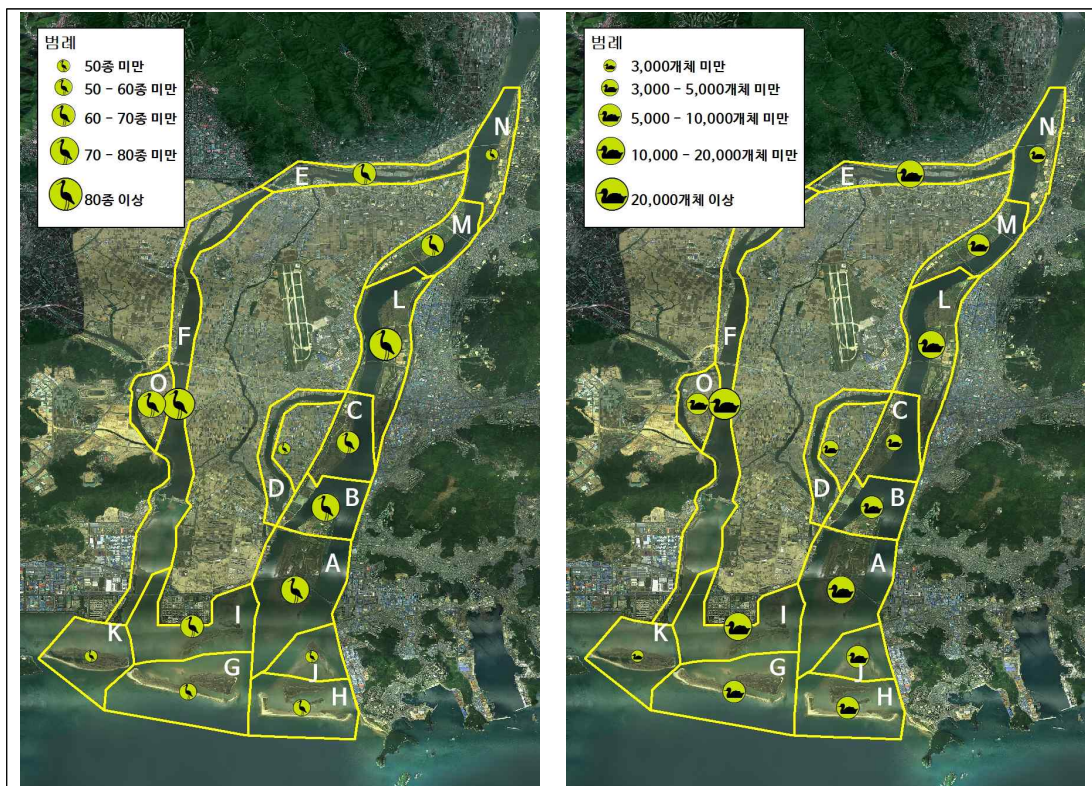 범례
50종 미만
50 – 60종 미만
60 – 70종 미만
70 – 80종 미만
80종 이상
N
E
M
L
F
O
C
D
B
A
I
K
G
J
H
범례
3,000개체 미만
3,000 – 5,000개체 미만
5,000 – 10,000개체 미만
10,000 – 20,000개체 미만
20,000개체 이상
N
E
M
L
F
O
C
D
B
A
I
K
G
J
H